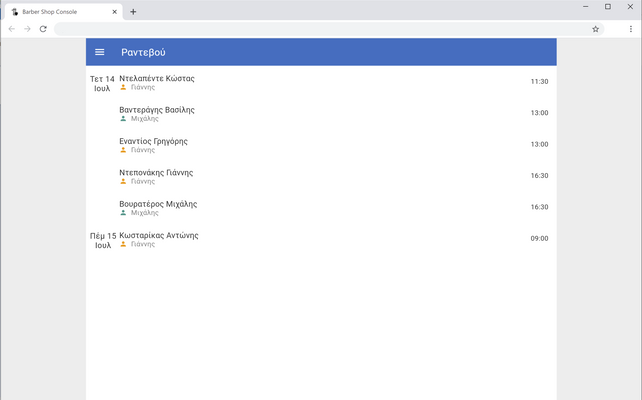 Barber Shop Console
Ραντεβού
Τετ 14
Ιουλ
Ντελαπέντε Κώστας
Γιάννης
11:30
Βαντεράγης Βασίλης
Μιχάλης
13:00
Εναντίος Γρηγόρης
Γιάννης
13:00
Ντεπονάκης Γιάννης
Γιάννης
16:30
Βουρατέρος Μιχάλης
Μιχάλης
16:30
Πέμ 15
Ιουλ
Κωσταρίκας Αντώνης
Γιάννης
09:00